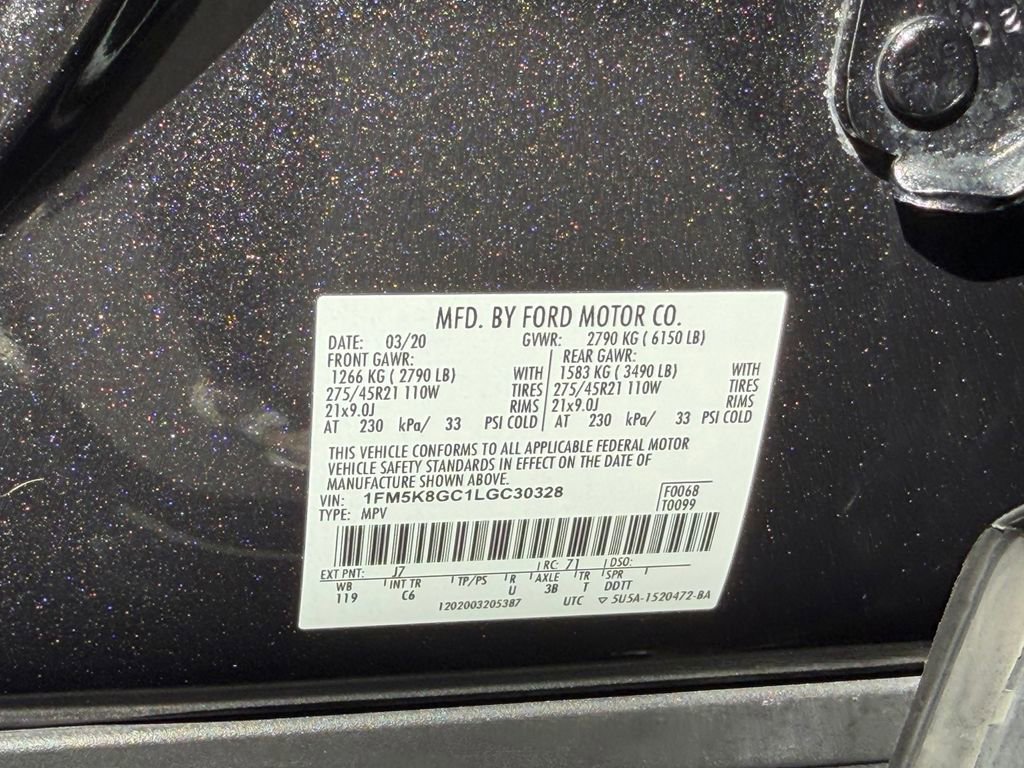 MFD. BY FORD MOTOR CO.
DATE: 03/20 GVWR: 2790 KG ( 6150 LB)
FRONT GAWR: REAR GAWR:
1266 KG ( 2790 LB) WITH 1583 KG ( 3490 LB) WITH
275/45R21 110W TIRES 275/45R21 110W TIRES
21x9.0J RIMS 21x9.0J RIMS
AT 230 kPa/ 33 PSI COLD AT 230 kPa/ 33 PSI COLD
THIS VEHICLE CONFORMS TO ALL APPLICABLE FEDERAL MOTOR
VEHICLE SAFETY STANDARDS IN EFFECT ON THE DATE OF
MANUFACTURE SHOWN ABOVE.
VIN: 1FM5K8GC1LGC30328 F0068
TYPE: MPV T0099
EXT PNT: J7 RC: 71 DSO:
WB INT TR TP/PS R AXLE TR SPR
119 C6 U 3B T DDTT
1202003205387 UTC ▽ 5U5A-1520472-BA